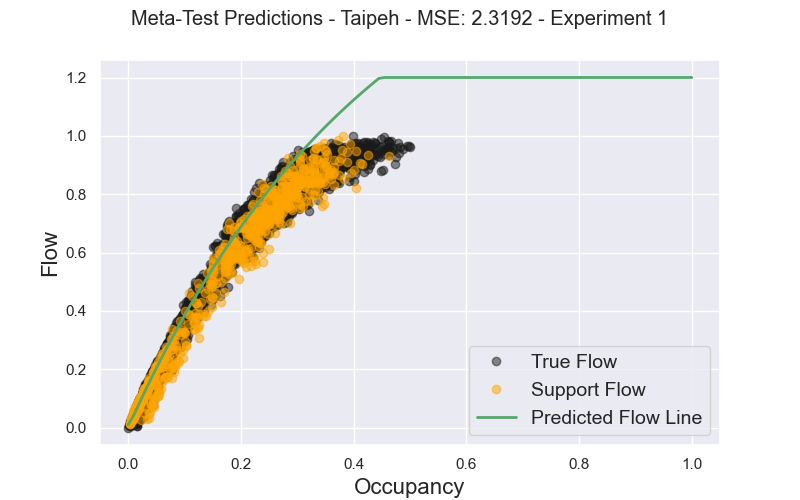 Meta-Test Predictions - Taipeh - MSE: 2.3192 - Experiment 1
1.2
1.0
0.8
0.6
0.4
0.2
0.0
Flow
True Flow
Support Flow
Predicted Flow Line
0.0 0.2 0.4 0.6 0.8 1.0
Occupancy